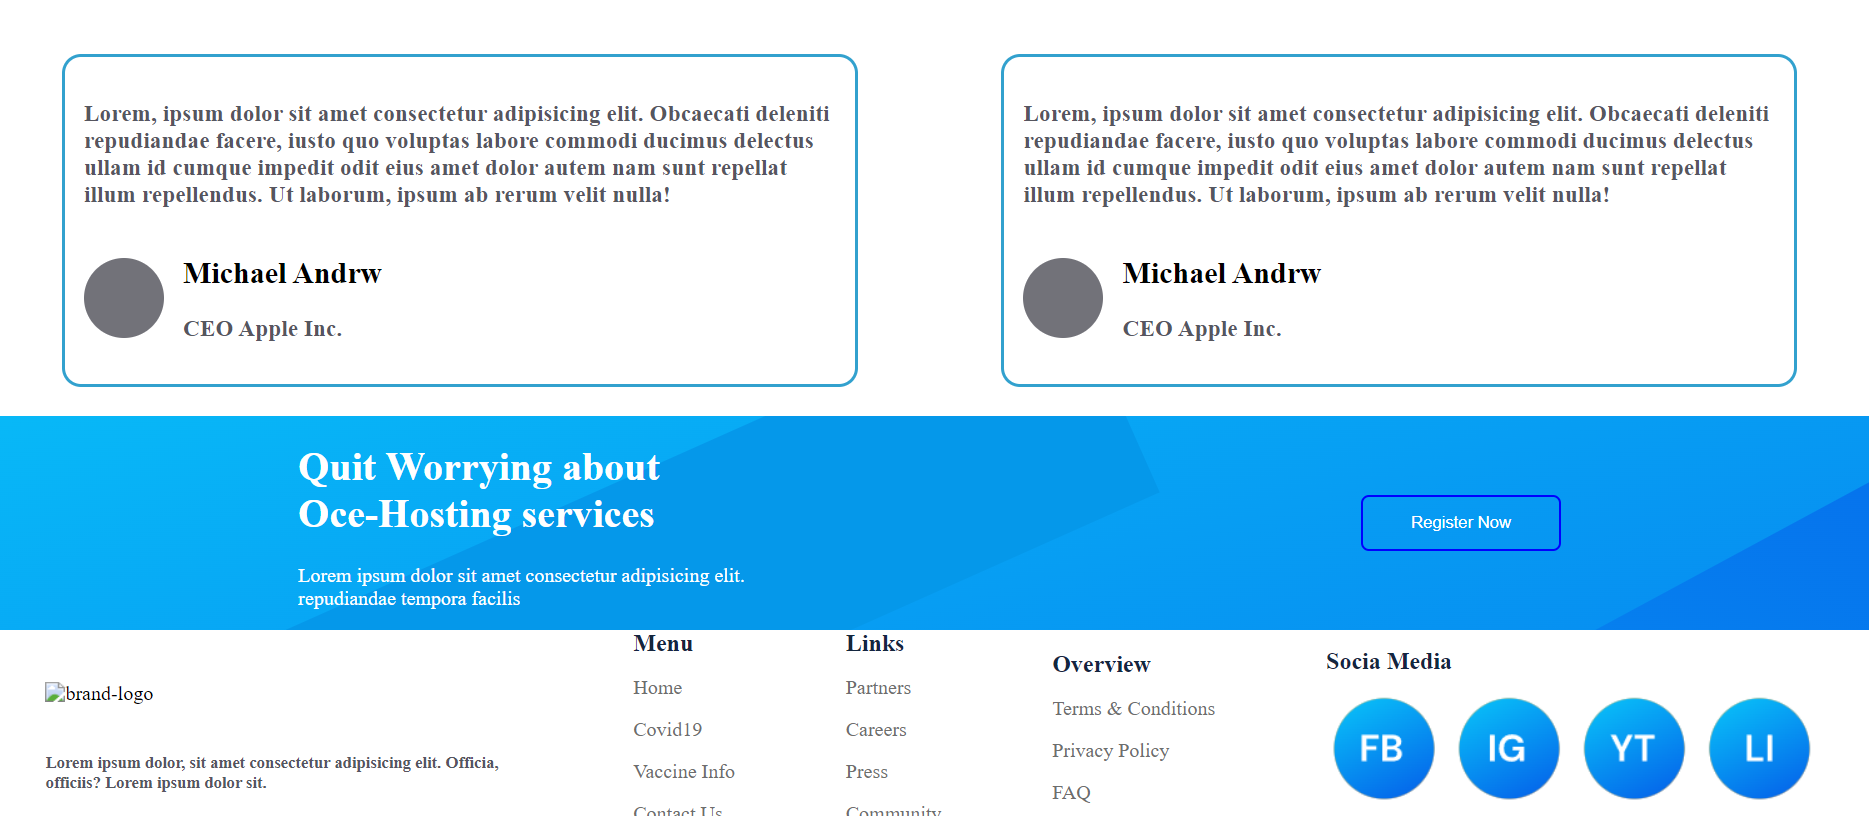 Lorem, ipsum dolor sit amet consectetur adipisicing elit. Obcaecati deleniti
repudiandae facere, iusto quo voluptas labore commodi ducimus delectus
ullam id cumque impedit odit eius amet dolor autem nam sunt repellat
illum repellendus. Ut laborum, ipsum ab rerum velit nulla!
Michael Andrw
CEO Apple Inc.
Lorem, ipsum dolor sit amet consectetur adipisicing elit. Obcaecati deleniti
repudiandae facere, iusto quo voluptas labore commodi ducimus delectus
ullam id cumque impedit odit eius amet dolor autem nam sunt repellat
illum repellendus. Ut laborum, ipsum ab rerum velit nulla!
Michael Andrw
CEO Apple Inc.
Quit Worrying about
Oce-Hosting services
Lorem ipsum dolor sit amet consectetur adipisicing elit.
repudiandae tempora facilis
Register Now
brand-logo
Lorem ipsum dolor, sit amet consectetur adipisicing elit. Officia,
officiis? Lorem ipsum dolor sit.
Menu
Home
Covid19
Vaccine Info
Contact Us
Links
Partners
Careers
Press
Community
Overview
Terms & Conditions
Privacy Policy
FAQ
Socia Media
FB
IG
YT
LI